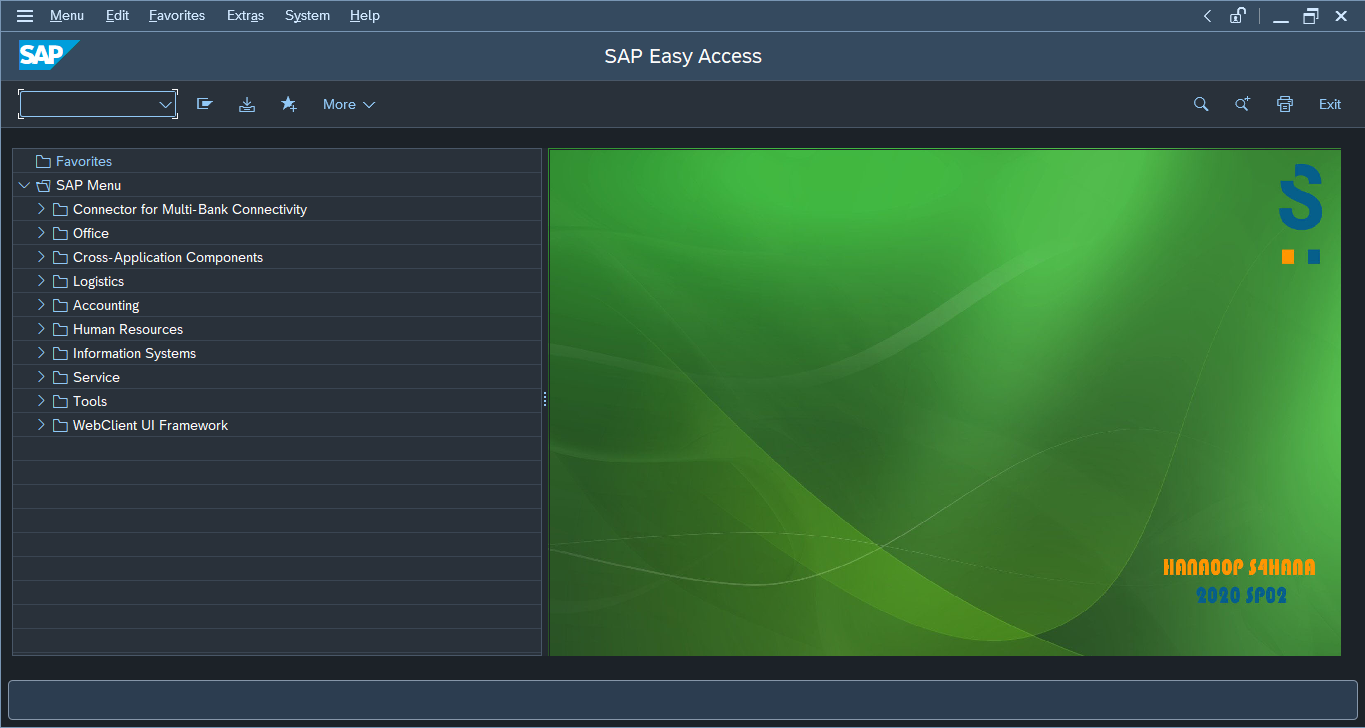 Menu Edit Favorites Extras System Help
SAP SAP Easy Access
More Exit
Favorites
SAP Menu
Connector for Multi-Bank Connectivity
Office
Cross-Application Components
Logistics
Accounting
Human Resources
Information Systems
Service
Tools
WebClient UI Framework
S
HANAOOP S4HANA
2020 SP02